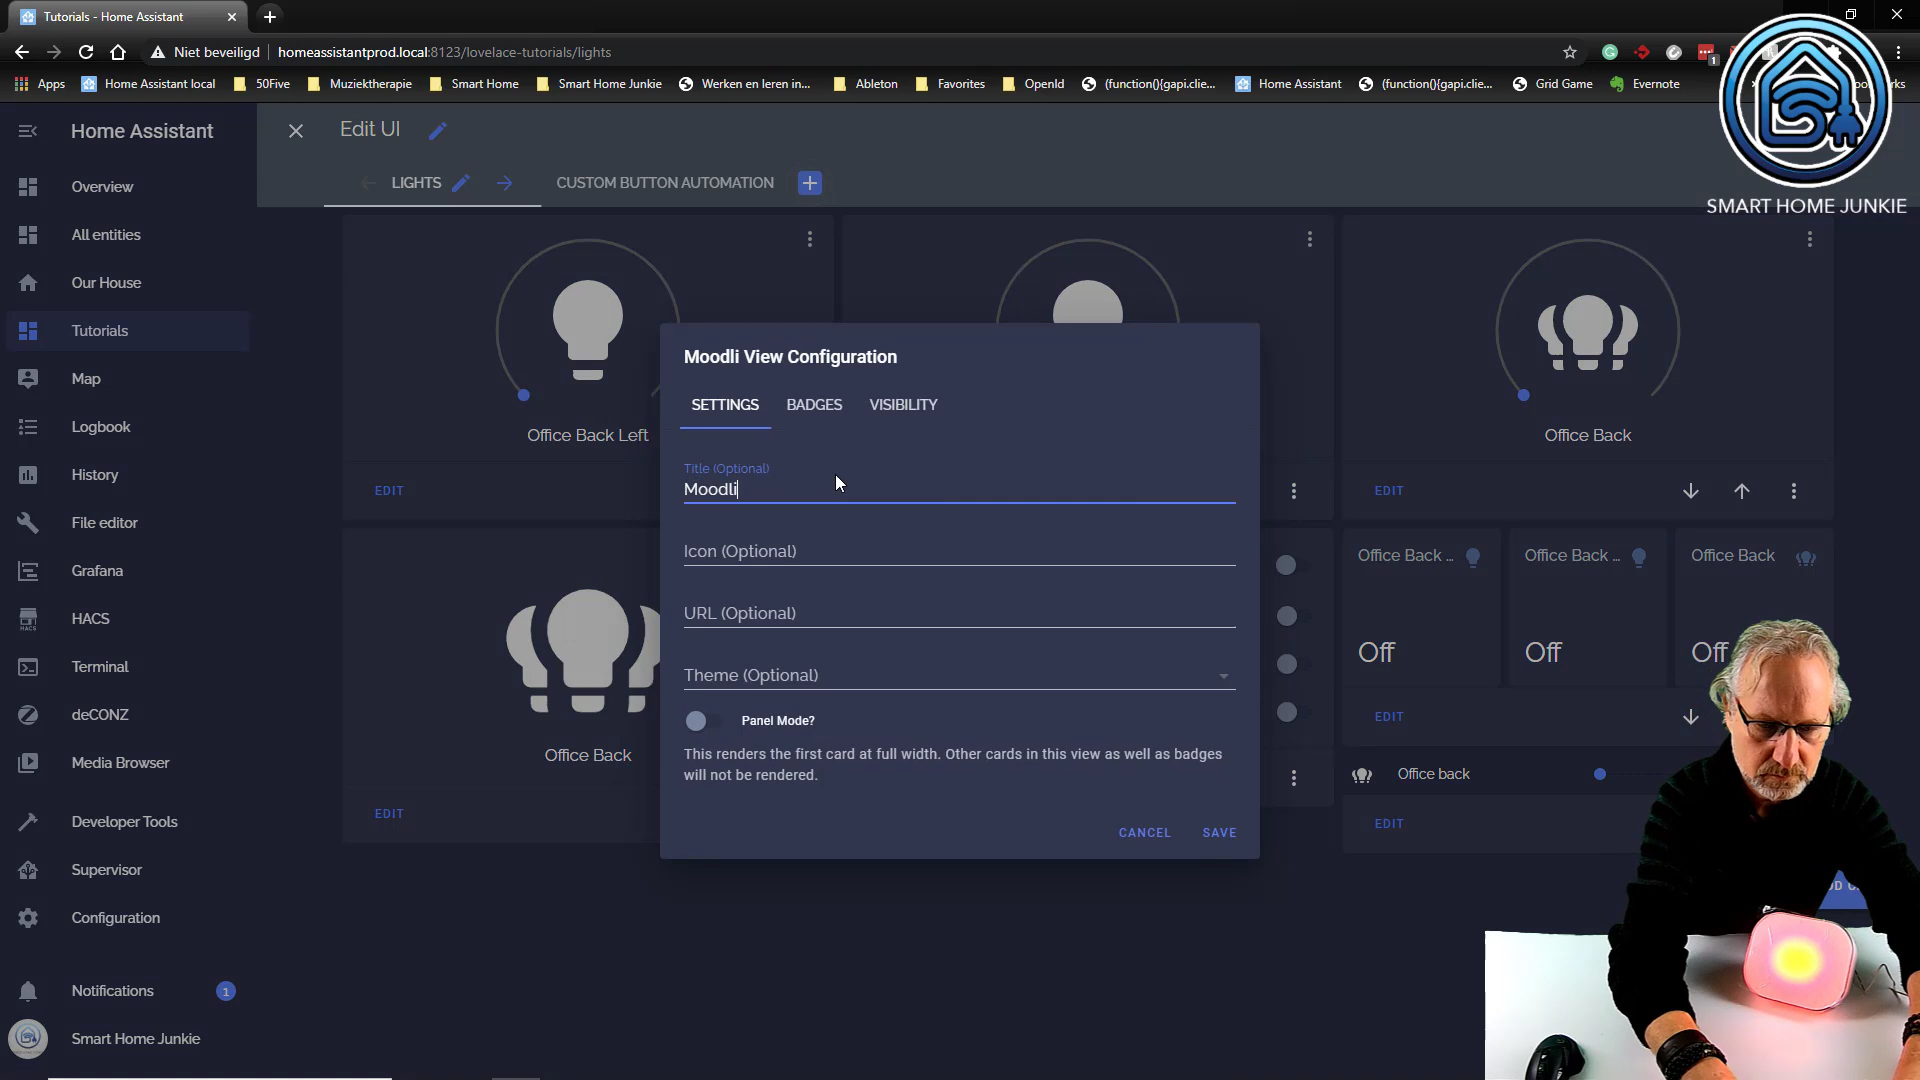 Tutorials - Home Assistant
Niet beveiligd
homeassistantprod.local:8123/lovelace-tutorials/lights
1
Apps
Home Assistant local
50Five
Muziektherapie
Smart Home
Smart Home Junkie
Werken en leren in...
Ableton
Favorites
OpenId
(function(){gapi.clie...
Home Assistant
(function(){gapi.clie...
Grid Game
Evernote
SMART HOME JUNKIE
Home Assistant
Edit UI
LIGHTS
CUSTOM BUTTON AUTOMATION
Overview
All entities
Our House
Tutorials
Map
Logbook
History
File editor
Grafana
HACS
HACS
Terminal
deCONZ
Media Browser
Developer Tools
Supervisor
Configuration
Notifications
1
Smart Home Junkie
Office Back Left
EDIT
Office Back
EDIT
Office Back
EDIT
Office Back ...
Office Back ...
Office Back
Off
Off
Off
EDIT
Office back
EDIT
Moodli View Configuration
SETTINGS
BADGES
VISIBILITY
Title (Optional)
Moodli
Icon (Optional)
URL (Optional)
Theme (Optional)
Panel Mode?
This renders the first card at full width. Other cards in this view as well as badges
will not be rendered.
CANCEL
SAVE